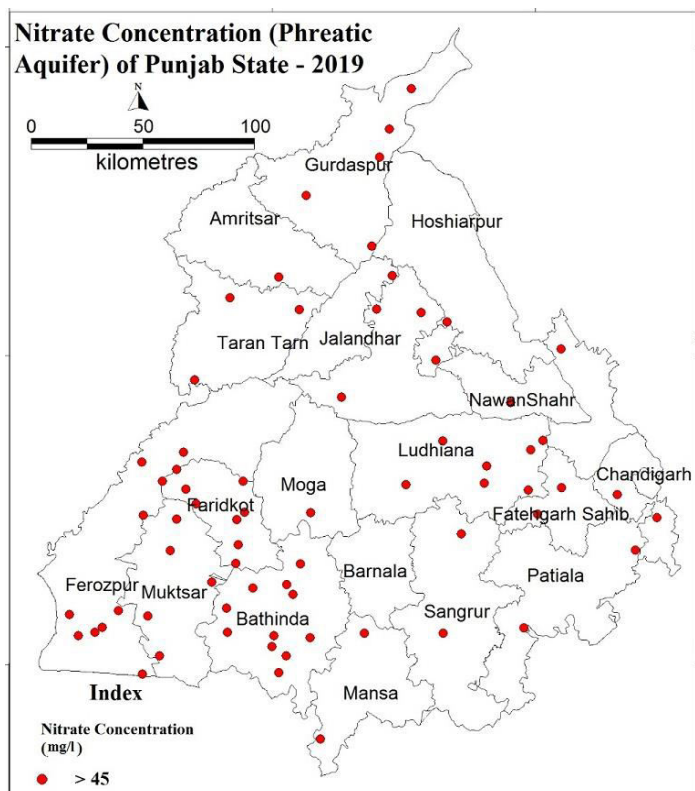 Nitrate Concentration (Phreatic
Aquifer) of Punjab State - 2019
N
0 50 100
kilometres
Gurdaspur
Amritsar
Hoshiarpur
Taran Tarn
Jalandhar
NawanShahr
Ludhiana
Chandigarh
Moga
Faridkot
Fatehgarh Sahib
Ferozpur
Muktsar
Barnala
Patiala
Bathinda
Sangrur
Mansa
Index
Nitrate Concentration
(mg/l)
> 45